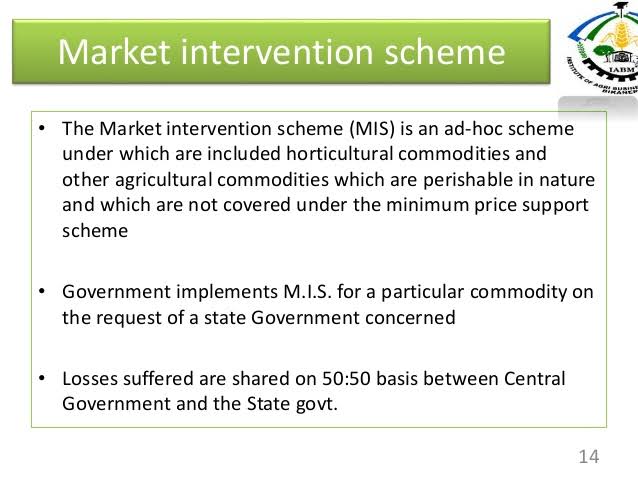 Market intervention scheme
IABM
INSTITUTE OF AGRI BUSINE
BIKANER
• The Market intervention scheme (MIS) is an ad-hoc scheme
under which are included horticultural commodities and
other agricultural commodities which are perishable in nature
and which are not covered under the minimum price support
scheme
• Government implements M.I.S. for a particular commodity on
the request of a state Government concerned
• Losses suffered are shared on 50:50 basis between Central
Government and the State govt.
14